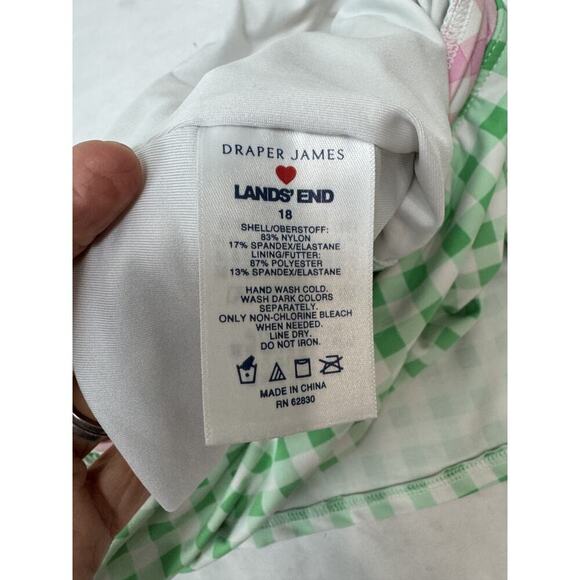 DRAPER JAMES
LANDS' END
18
SHELL/OBERSTOFF:
83% NYLON
17% SPANDEX/ELASTANE
LINING/FUTTER:
87% POLYESTER
13% SPANDEX/ELASTANE
HAND WASH COLD.
WASH DARK COLORS
SEPARATELY.
ONLY NON-CHLORINE BLEACH
WHEN NEEDED.
LINE DRY.
DO NOT IRON.
MADE IN CHINA
RN 62830